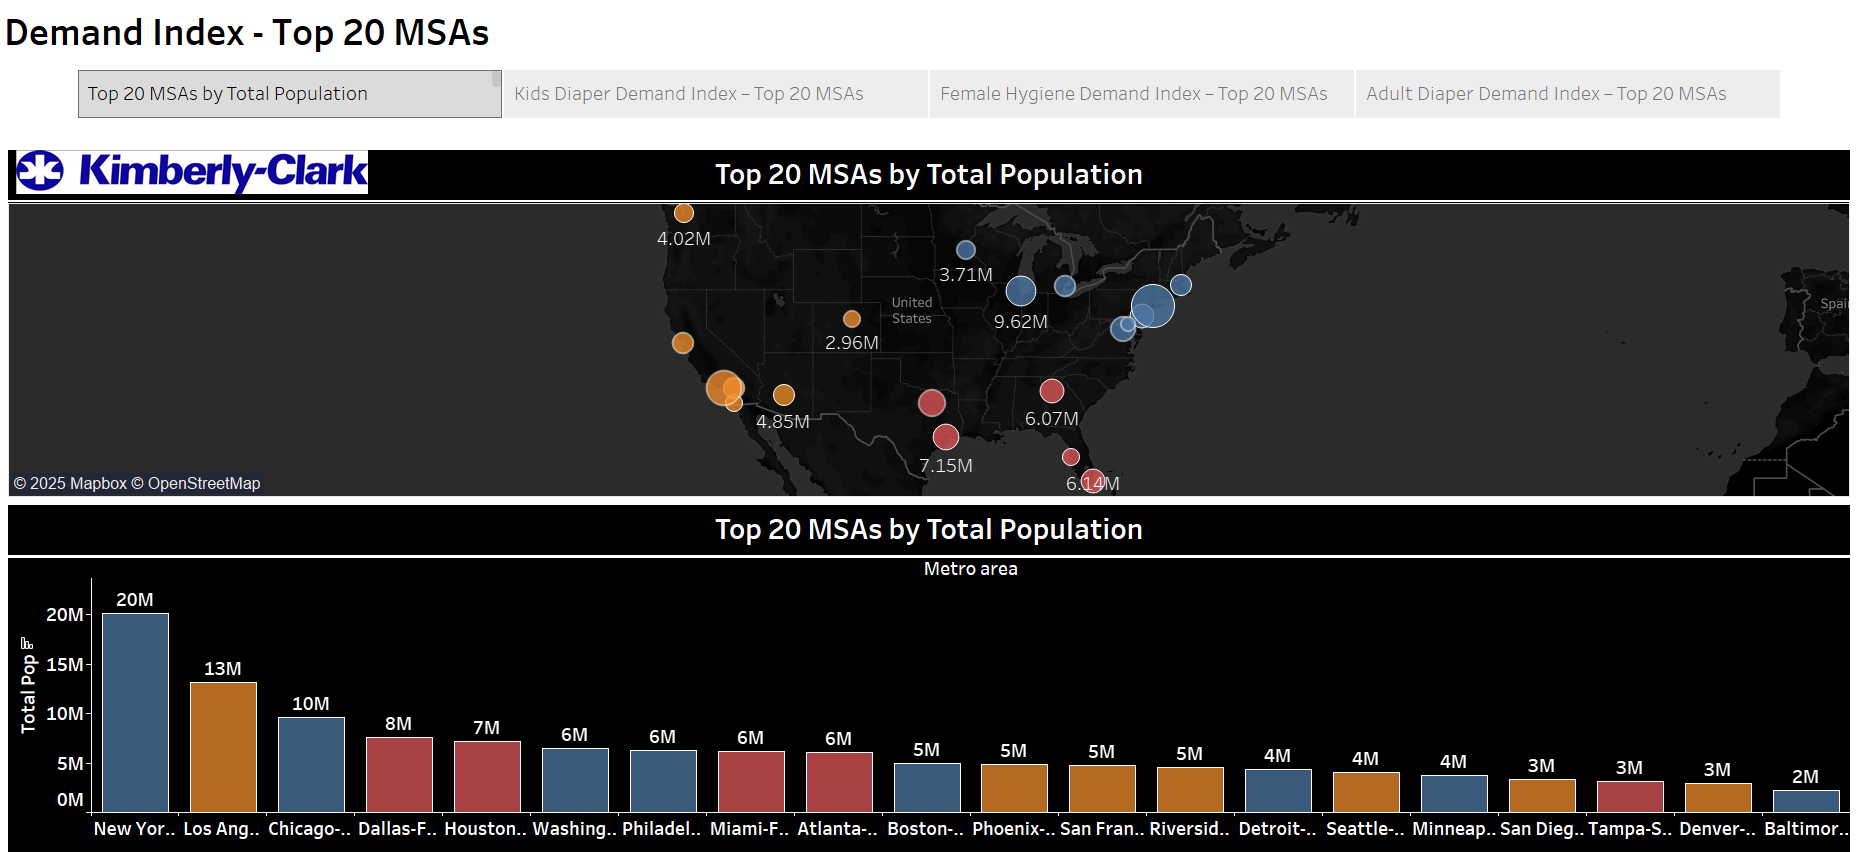 Demand Index - Top 20 MSAs
Top 20 MSAs by Total Population
Kids Diaper Demand Index – Top 20 MSAs
Female Hygiene Demand Index – Top 20 MSAs
Adult Diaper Demand Index – Top 20 MSAs
Kimberly-Clark
Top 20 MSAs by Total Population
4.02M
3.71M
United
States
9.62M
2.96M
4.85M
6.07M
7.15M
6.14M
Spain
© 2025 Mapbox © OpenStreetMap
Top 20 MSAs by Total Population
Metro area
Total Pop
20M
15M
10M
5M
0M
20M
13M
10M
8M
7M
6M
6M
6M
6M
5M
5M
5M
5M
4M
4M
4M
3M
3M
3M
2M
New Yor..
Los Ang..
Chicago-..
Dallas-F..
Houston..
Washing..
Philadel..
Miami-F..
Atlanta-..
Boston-..
Phoenix-..
San Fran..
Riversid..
Detroit-..
Seattle-..
Minneap..
San Dieg..
Tampa-S..
Denver-..
Baltimor..